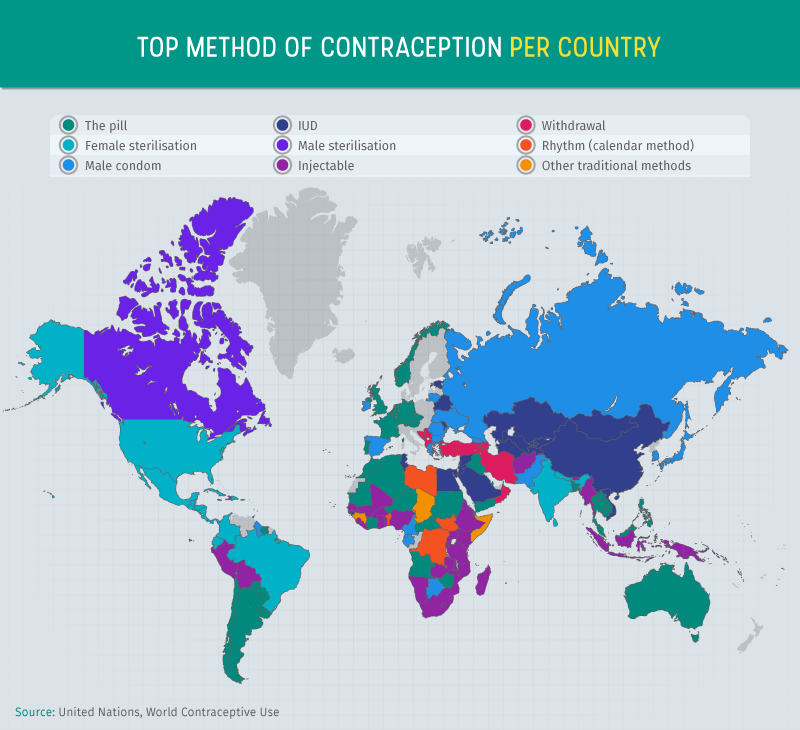 TOP METHOD OF CONTRACEPTION PER COUNTRY
The pill
IUD
Withdrawal
Female sterilisation
Male sterilisation
Rhythm (calendar method)
Male condom
Injectable
Other traditional methods
Source: United Nations, World Contraceptive Use